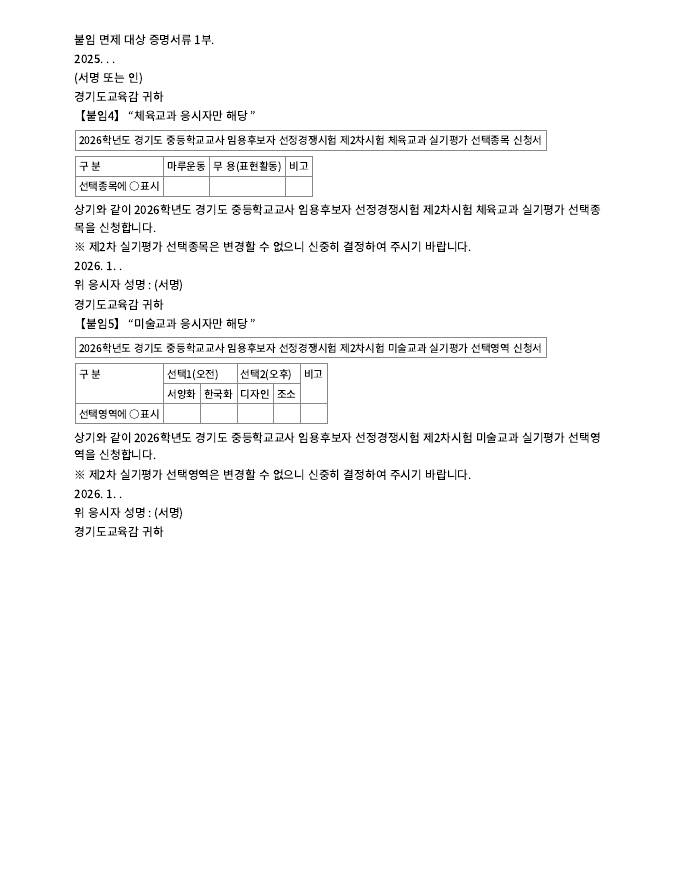 붙임 면제 대상 증명서류 1부.
2025. . .
(서명 또는 인)
경기도교육감 귀하
【붙임4】 “체육교과 응시자만 해당 ”
2026학년도 경기도 중등학교교사 임용후보자 선정경쟁시험 제2차시험 체육교과 실기평가 선택종목 신청서
구 분 마루운동 무 용(표현활동) 비고
선택종목에 ○표시
상기와 같이 2026학년도 경기도 중등학교교사 임용후보자 선정경쟁시험 제2차시험 체육교과 실기평가 선택종
목을 신청합니다.
※ 제2차 실기평가 선택종목은 변경할 수 없으니 신중히 결정하여 주시기 바랍니다.
2026. 1. .
위 응시자 성명 : (서명)
경기도교육감 귀하
【붙임5】 “미술교과 응시자만 해당 ”
2026학년도 경기도 중등학교교사 임용후보자 선정경쟁시험 제2차시험 미술교과 실기평가 선택영역 신청서
구 분 선택1(오전) 선택2(오후) 비고
서양화 한국화 디자인 조소
선택영역에 ○표시
상기와 같이 2026학년도 경기도 중등학교교사 임용후보자 선정경쟁시험 제2차시험 미술교과 실기평가 선택영
역을 신청합니다.
※ 제2차 실기평가 선택영역은 변경할 수 없으니 신중히 결정하여 주시기 바랍니다.
2026. 1. .
위 응시자 성명 : (서명)
경기도교육감 귀하